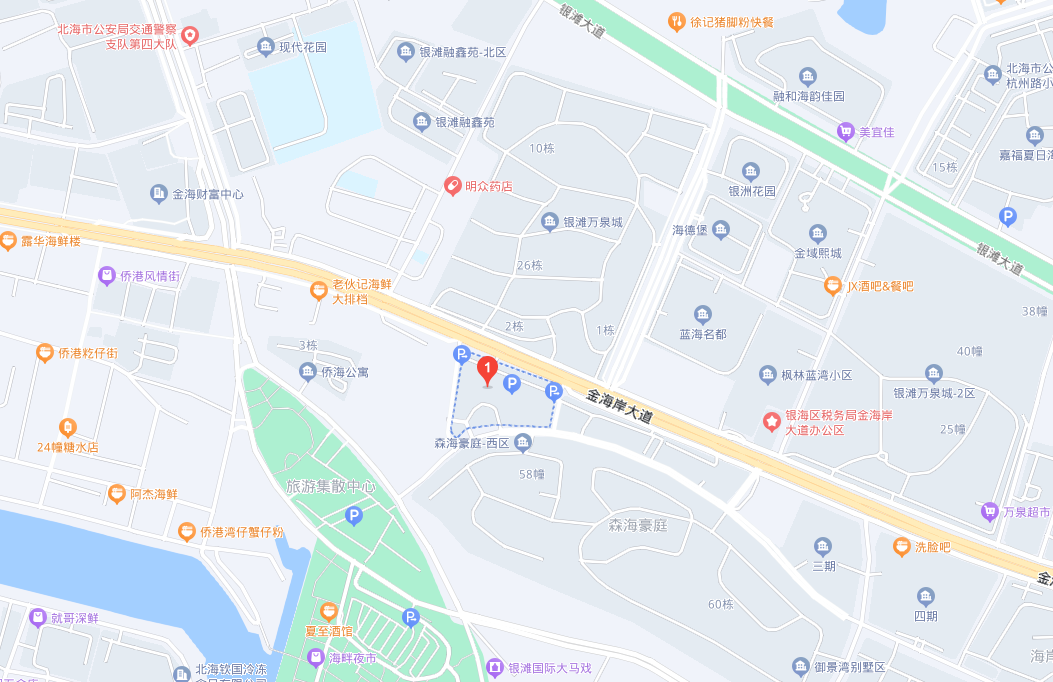 北海市公安局交通警察
支队第四大队
现代花园
银滩融鑫苑-北区
银滩大道
徐记猪脚粉快餐
融和海韵佳园
北海市公
杭州路小
银滩融鑫苑
美宜佳
嘉福夏日海
10栋
15栋
金海财富中心
明众药店
银洲花园
P
银滩万泉城
海德堡
金域熙城
银滩大道
露华海鲜楼
侨港风情街
26栋
老伙记海鲜
大排档
JX酒吧&餐吧
38幢
2栋
1栋
蓝海名都
侨港籺仔街
3栋
侨海公寓
P
1
P
P
40幢
枫林蓝湾小区
银滩万泉城-2区
金海岸大道
银海区税务局金海岸
大道办公区
25幢
24幢糖水店
森海豪庭-西区
58幢
旅游集散中心
阿杰海鲜
P
森海豪庭
万泉超市
侨港湾仔蟹仔粉
三期
洗脸吧
金
就哥深鲜
夏至酒馆
P
60栋
四期
海畔夜市
银滩国际大马戏
御景湾别墅区
海岸
北海钦国冷冻